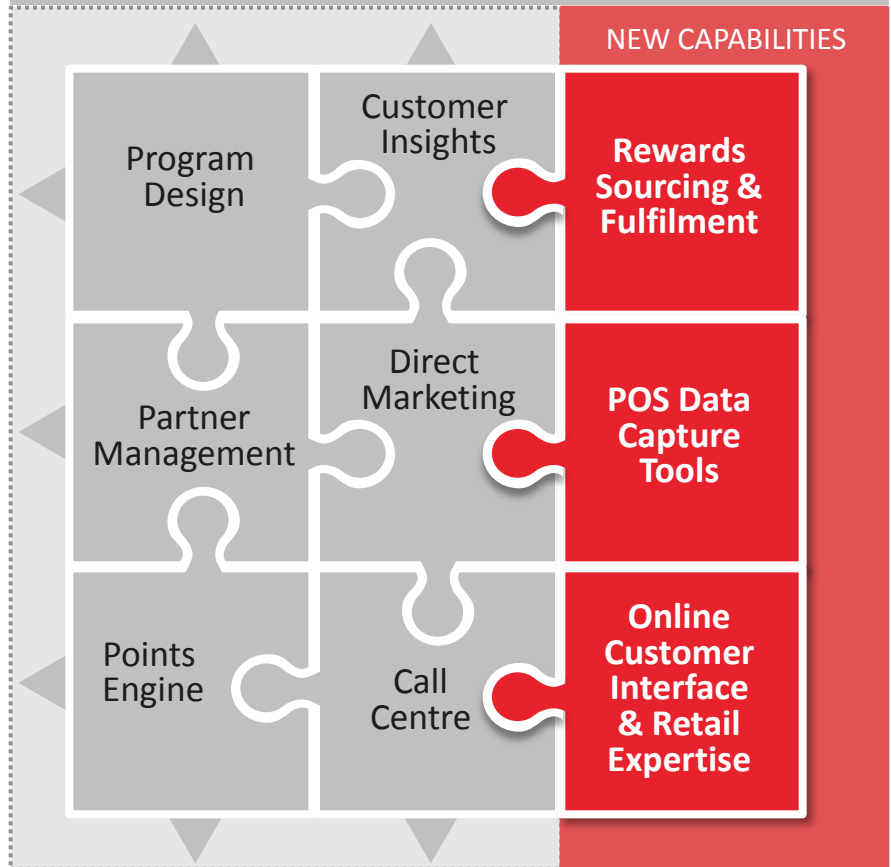 NEW CAPABILITIES
Program
Design
Customer
Insights
Rewards
Sourcing &
Fulfilment
Partner
Management
Direct
Marketing
POS Data
Capture
Tools
Points
Engine
Call
Centre
Online
Customer
Interface
& Retail
Expertise